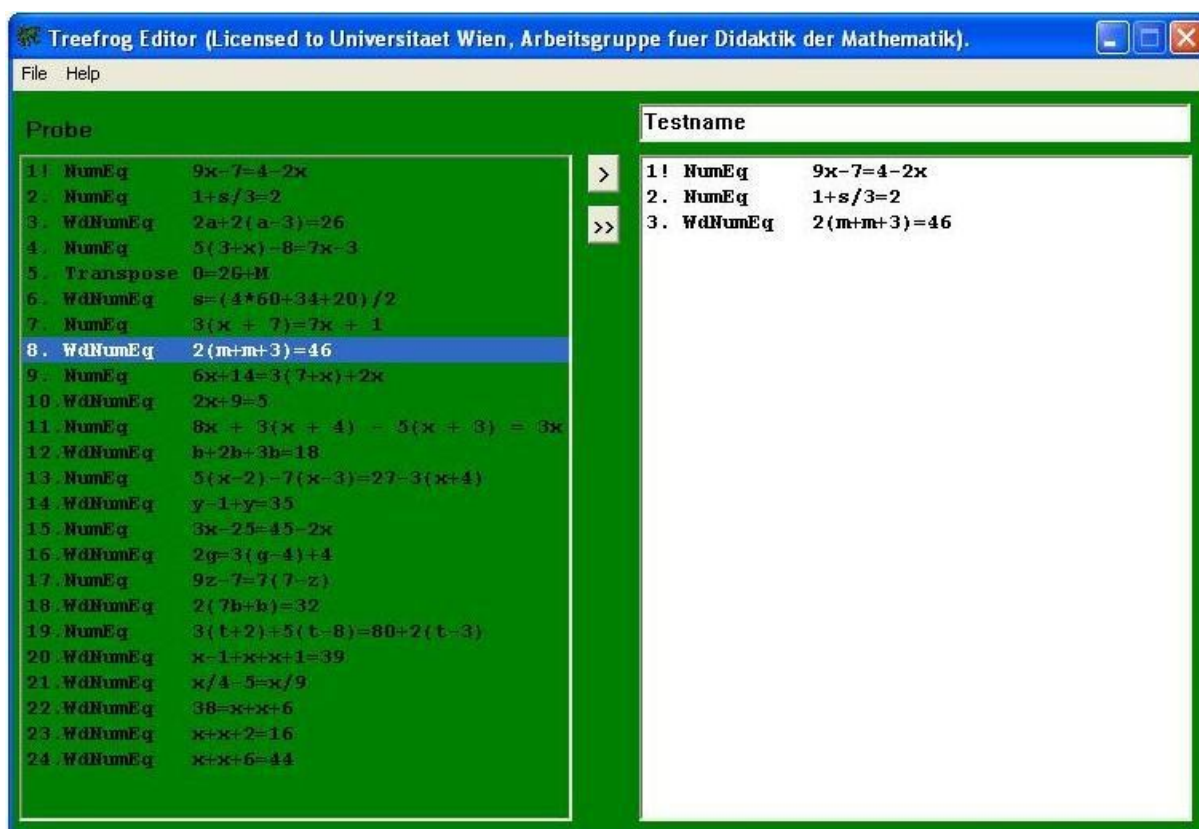 Treefrog Editor (Licensed to Universitaet Wien, Arbeitsgruppe fuer Didaktik der Mathematik).
File Help
Probe
1! NumEq 9x-7=4-2x
2. NumEq 1+s/3=2
3. WdNumEq 2a+2(a-3)=26
4. NumEq 5(3+x)-8=7x-3
5. Transpose 0=2G+M
6. WdNumEq s=(4*60+34+20)/2
7. NumEq 3(x + 7)=7x + 1
8. WdNumEq 2(m+m+3)=46
9. NumEq 6x+14=3(7+x)+2x
10.WdNumEq 2x+9=5
11.NumEq 8x + 3(x + 4) - 5(x + 3) = 3x
12.WdNumEq b+2b+3b=18
13.NumEq 5(x-2)-7(x-3)=27-3(x+4)
14.WdNumEq y-1+y=35
15.NumEq 3x-25=45-2x
16.WdNumEq 2g=3(g-4)+4
17.NumEq 9z-7=7(7-z)
18.WdNumEq 2(7b+b)=32
19.NumEq 3(t+2)+5(t-8)=80+2(t-3)
20.WdNumEq x-1+x+x+1=39
21.WdNumEq x/4-5=x/9
22.WdNumEq 38=x+x+6
23.WdNumEq x+x+2=16
24.WdNumEq x+x+6=44
>
>>
Testname
1! NumEq 9x-7=4-2x
2. NumEq 1+s/3=2
3. WdNumEq 2(m+m+3)=46